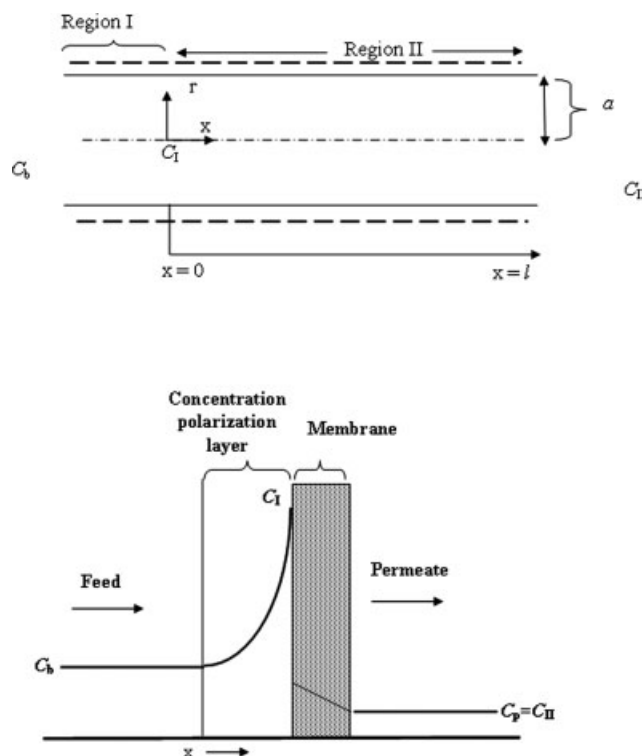 Region I
Region II
r
a
x
C_I
C_b
C_I
x = 0
x = l
Concentration
polarization
layer
Membrane
C_I
Feed
Permeate
C_b
C_p=C_II
x